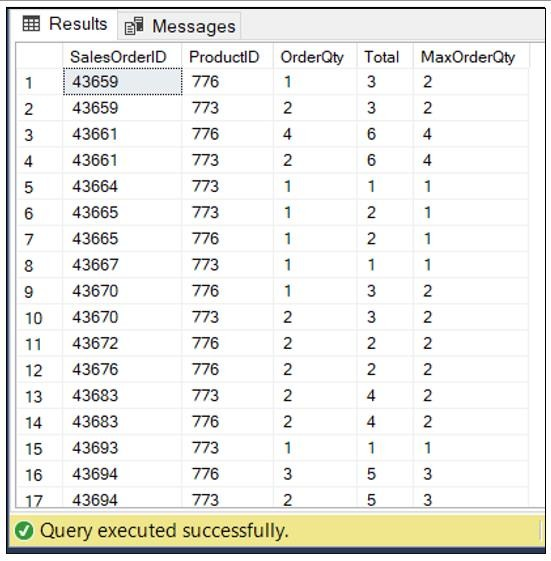 Results Messages
SalesOrderID ProductID OrderQty Total MaxOrderQty
1 43659 776 1 3 2
2 43659 773 2 3 2
3 43661 776 4 6 4
4 43661 773 2 6 4
5 43664 773 1 1 1
6 43665 773 1 2 1
7 43665 776 1 2 1
8 43667 773 1 1 1
9 43670 776 1 3 2
10 43670 773 2 3 2
11 43672 776 2 2 2
12 43676 776 2 2 2
13 43683 773 2 4 2
14 43683 776 2 4 2
15 43693 773 1 1 1
16 43694 776 3 5 3
17 43694 773 2 5 3
Query executed successfully.